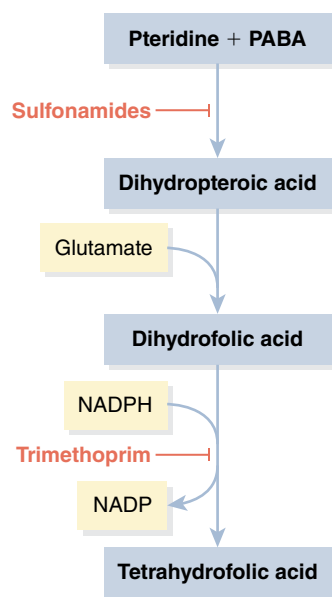 Pteridine + PABA
Sulfonamides
Dihydropteroic acid
Glutamate
Dihydrofolic acid
NADPH
Trimethoprim
NADP
Tetrahydrofolic acid